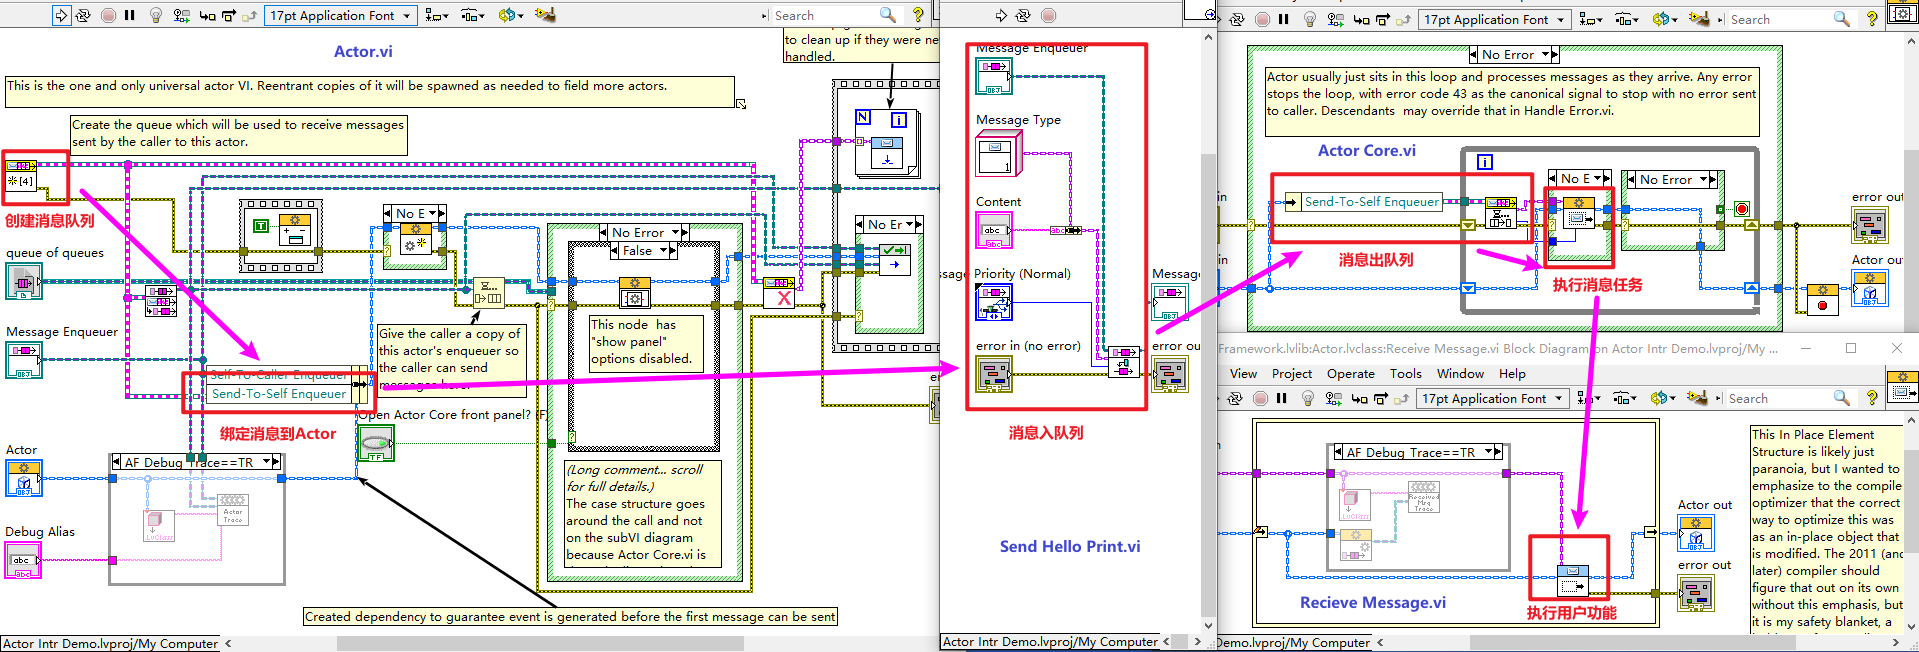 17pt Application Font
Search
Actor.vi
This is the one and only universal actor VI. Reentrant copies of it will be spawned as needed to field more actors.
to clean up if they were
handled.
Create the queue which will be used to receive messages
sent by the caller to this actor.
[4]
创建消息队列
queue of queues
Message Enqueuer
Self-To-Caller Enqueuer
Send-To-Self Enqueuer
绑定消息到Actor
Actor
OBJ
AF Debug Trace==TR
LvClass
Actor
Trace
Debug Alias
abc
T
No E
Give the caller a copy of
this actor's enqueuer so
the caller can send
messages here.
Open Actor Core front panel? (F)
TF
No Error
False
This node has
"show panel"
options disabled.
(Long comment... scroll
for full details.)
The case structure goes
around the call and not
on the subVI diagram
because Actor Core.vi is
N
i
No Er
Created dependency to guarantee event is generated before the first message can be sent
Actor Intr Demo.lvproj/My Computer
Message Enqueuer
OBJ
Message Type
1
Content
abc
Priority (Normal)
error in (no error)
Message
OBJ
error ou
消息入队列
Send Hello Print.vi
Actor Intr Demo.lvproj/My Computer
17pt Application Font
Search
No Error
Actor usually just sits in this loop and processes messages as they arrive. Any error
stops the loop, with error code 43 as the canonical signal to stop with no error sent
to caller. Descendants may override that in Handle Error.vi.
Actor Core.vi
i
No E
No Error
Send-To-Self Enqueuer
消息出队列
执行消息任务
in
in
error out
Actor out
OBJ
Framework.lvlib:Actor.lvclass:Receive Message.vi Block Diagram on Actor Intr Demo.lvproj/My ...
View Project Operate Tools Window Help
17pt Application Font
Search
AF Debug Trace==TR
LvClass
Received
Msg
Trace
Recieve Message.vi
执行用户功能
Actor out
OBJ
error out
This In Place Element
Structure is likely just
paranoia, but I wanted to
emphasize to the compile
optimizer that the correct
way to optimize this was
as an in-place object that
is modified. The 2011 (and
later) compiler should
figure that out on its own
without this emphasis, but
it is my safety blanket, a
Demo.lvproj/My Computer